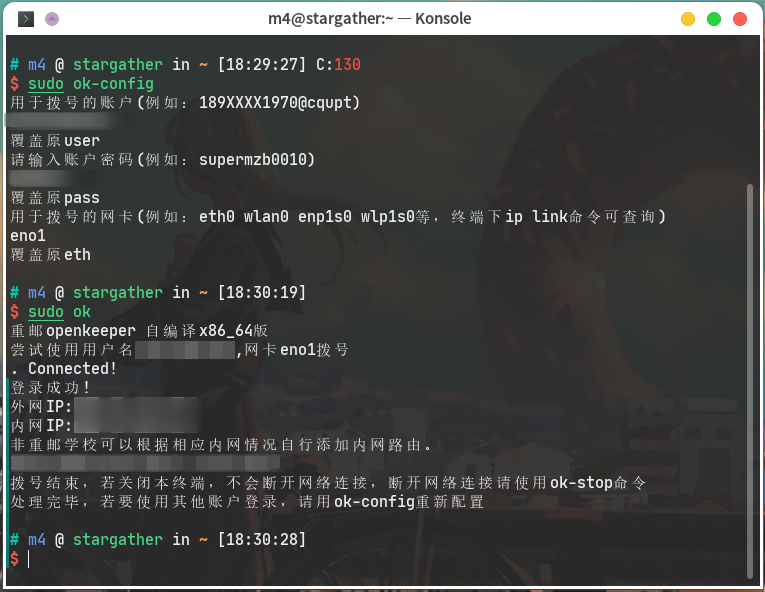 m4@stargather:~ — Konsole
# m4 @ stargather in ~ [18:29:27] C:130
$ sudo ok-config
用于拨号的账户(例如：189XXXX1970@cqupt)
覆盖原user
请输入账户密码(例如：supermzb0010)
覆盖原pass
用于拨号的网卡(例如：eth0 wlan0 enp1s0 wlp1s0等，终端下ip link命令可查询)
eno1
覆盖原eth
# m4 @ stargather in ~ [18:30:19]
$ sudo ok
重邮openkeeper 自编译x86_64版
尝试使用用户名,网卡eno1拨号
. Connected!
登录成功！
外网IP:
内网IP:
非重邮学校可以根据相应内网情况自行添加内网路由。
拨号结束，若关闭本终端，不会断开网络连接，断开网络连接请使用ok-stop命令
处理完毕，若要使用其他账户登录，请用ok-config重新配置
# m4 @ stargather in ~ [18:30:28]
$